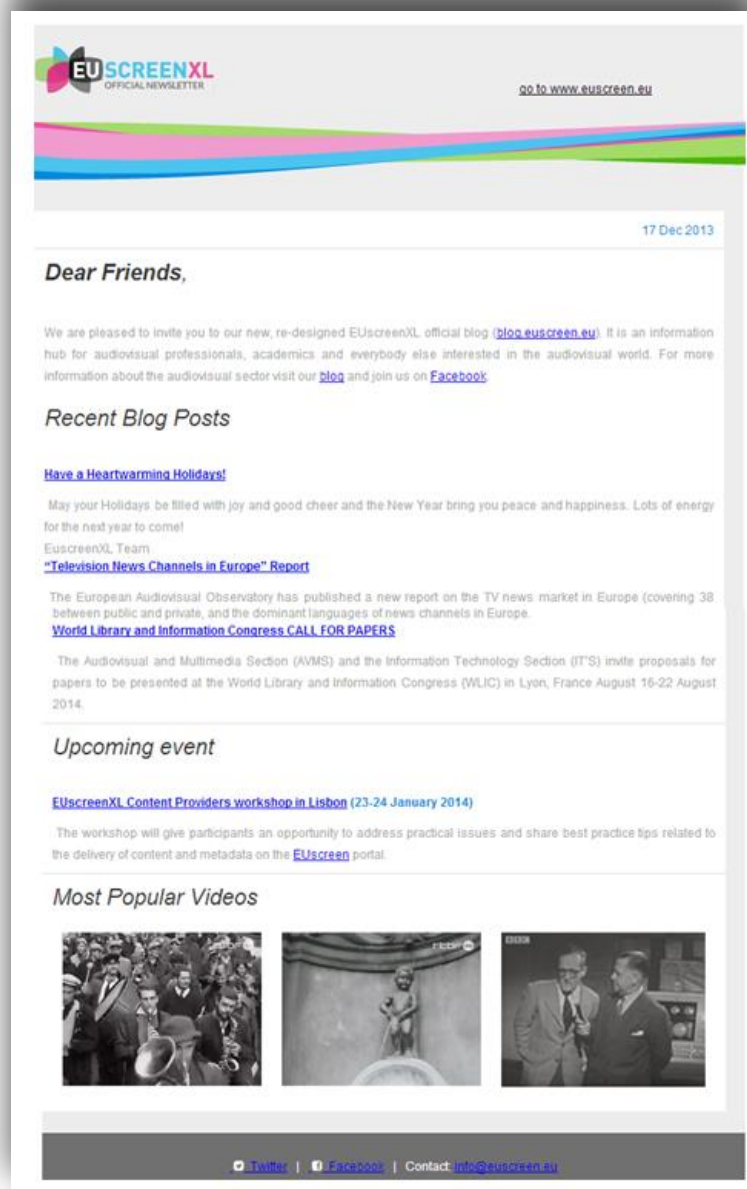 EUSCREENXL
OFFICIAL NEWSLETTER
go to www.euscreen.eu
17 Dec 2013
Dear Friends,
We are pleased to invite you to our new, re-designed EUscreenXL official blog (blog.euscreen.eu). It is an information
hub for audiovisual professionals, academics and everybody else interested in the audiovisual world. For more
information about the audiovisual sector visit our blog and join us on Facebook.
Recent Blog Posts
Have a Heartwarming Holidays!
May your Holidays be filled with joy and good cheer and the New Year bring you peace and happiness. Lots of energy
for the next year to come!
EuscreenXL Team
“Television News Channels in Europe” Report
The European Audiovisual Observatory has published a new report on the TV news market in Europe (covering 38
between public and private, and the dominant languages of news channels in Europe.
World Library and Information Congress CALL FOR PAPERS
The Audiovisual and Multimedia Section (AVMS) and the Information Technology Section (IT'S) invite proposals for
papers to be presented at the World Library and Information Congress (WLIC) in Lyon, France August 16-22 August
2014.
Upcoming event
EUscreenXL Content Providers workshop in Lisbon (23-24 January 2014)
The workshop will give participants an opportunity to address practical issues and share best practice tips related to
the delivery of content and metadata on the EUscreen portal.
Most Popular Videos
rtbf
rtbf
BBC
Twitter | Facebook | Contact: info@euscreen.eu